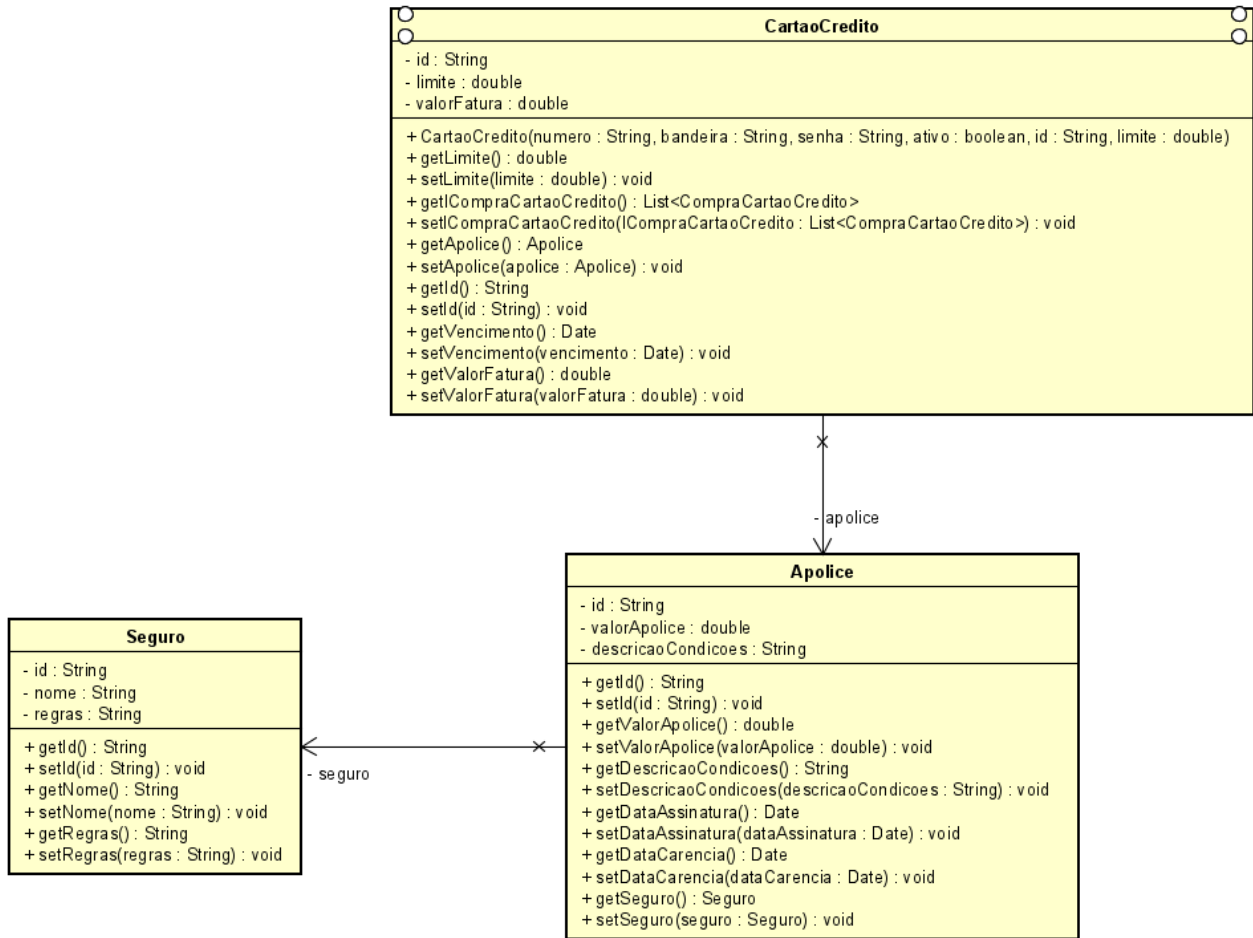 CartaoCredito
- id : String
- limite : double
- valorFatura : double
+ CartaoCredito(numero : String, bandeira : String, senha : String, ativo : boolean, id : String, limite : double)
+ getLimite() : double
+ setLimite(limite : double) : void
+ getlCompraCartaoCredito() : List<CompraCartaoCredito>
+ setlCompraCartaoCredito(lCompraCartaoCredito : List<CompraCartaoCredito>) : void
+ getApolice() : Apolice
+ setApolice(apolice : Apolice) : void
+ getId() : String
+ setId(id : String) : void
+ getVencimento() : Date
+ setVencimento(vencimento : Date) : void
+ getValorFatura() : double
+ setValorFatura(valorFatura : double) : void
- apolice
Apolice
- id : String
- valorApolice : double
- descricaoCondicoes : String
+ getId() : String
+ setId(id : String) : void
+ getValorApolice() : double
+ setValorApolice(valorApolice : double) : void
+ getDescricaoCondicoes() : String
+ setDescricaoCondicoes(descricaoCondicoes : String) : void
+ getDataAssinatura() : Date
+ setDataAssinatura(dataAssinatura : Date) : void
+ getDataCarencia() : Date
+ setDataCarencia(dataCarencia : Date) : void
+ getSeguro() : Seguro
+ setSeguro(seguro : Seguro) : void
- seguro
Seguro
- id : String
- nome : String
- regras : String
+ getId() : String
+ setId(id : String) : void
+ getNome() : String
+ setNome(nome : String) : void
+ getRegras() : String
+ setRegras(regras : String) : void